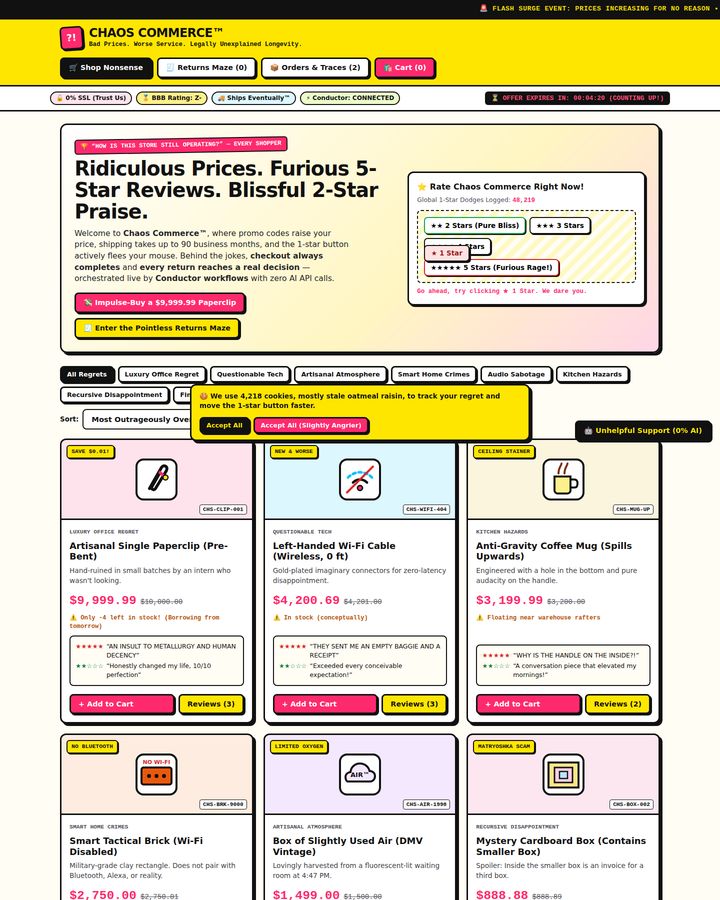 🚨 FLASH SURGE EVENT: PRICES INCREASING FOR NO REASON •
?!
CHAOS COMMERCE™
Bad Prices. Worse Service. Legally Unexplained Longevity.
🛒 Shop Nonsense
🧾 Returns Maze (0)
📦 Orders & Traces (2)
🛍️ Cart (0)
🔒 0% SSL (Trust Us)
🏅 BBB Rating: Z-
🚚 Ships Eventually™
Conductor: CONNECTED
🚨 OFFER EXPIRES IN: 00:04:20 (COUNTING UP!)
🏆 "HOW IS THIS STORE STILL OPERATING?" — EVERY SHOPPER
Ridiculous Prices. Furious 5-
Star Reviews. Blissful 2-Star
Praise.
Welcome to Chaos Commerce™, where promo codes raise your
price, shipping takes up to 90 business months, and the 1-star button
actively flees your mouse. Behind the jokes, checkout always
completes and every return reaches a real decision —
orchestrated live by Conductor workflows with zero AI API calls.
💸 Impulse-Buy a $9,999.99 Paperclip
🧾 Enter the Pointless Returns Maze
⭐ Rate Chaos Commerce Right Now!
Global 1-Star Dodges Logged: 48,219
★★ 2 Stars (Pure Bliss)
★★★ 3 Stars
Stars
★ 1 Star
★★★★★ 5 Stars (Furious Rage!)
Go ahead, try clicking ★ 1 Star. We dare you.
All Regrets
Luxury Office Regret
Questionable Tech
Artisanal Atmosphere
Smart Home Crimes
Audio Sabotage
Kitchen Hazards
Recursive Disappointment
Sort:
Most Outrageously
🍪 We use 4,218 cookies, mostly stale oatmeal raisin, to track your regret and
move the 1-star button faster.
Accept All
Accept All (Slightly Angrier)
🤖 Unhelpful Support (0% AI)
SAVE $0.01!
CHS-CLIP-001
LUXURY OFFICE REGRET
Artisanal Single Paperclip (Pre-
Bent)
Hand-ruined in small batches by an intern who
wasn't looking.
$9,999.99 $10,000.00
⚠️ Only -4 left in stock! (Borrowing from
tomorrow)
★★★★★ "AN INSULT TO METALLURGY AND HUMAN
DECENCY"
★★☆☆☆ "Honestly changed my life, 10/10
perfection"
+ Add to Cart
Reviews (3)
NEW & WORSE
CHS-WIFI-404
QUESTIONABLE TECH
Left-Handed Wi-Fi Cable
(Wireless, 0 ft)
Gold-plated imaginary connectors for zero-latency
disappointment.
$4,200.69 $4,201.00
⚠️ In stock (conceptually)
★★★★★ "THEY SENT ME AN EMPTY BAGGIE AND A
RECEIPT"
★★☆☆☆ "Exceeded every conceivable
expectation!"
+ Add to Cart
Reviews (3)
CEILING STAINER
CHS-MUG-UP
KITCHEN HAZARDS
Anti-Gravity Coffee Mug (Spills
Upwards)
Engineered with a hole in the bottom and pure
audacity on the handle.
$3,199.99 $3,200.00
⚠️ Floating near warehouse rafters
★★★★★ "WHY IS THE HANDLE ON THE INSIDE?!"
★★☆☆☆ "A conversation piece that elevated my
mornings!"
+ Add to Cart
Reviews (2)
NO BLUETOOTH
NO WI-FI
CHS-BRK-9000
SMART HOME CRIMES
Smart Tactical Brick (Wi-Fi
Disabled)
Military-grade clay rectangle. Does not pair with
Bluetooth, Alexa, or reality.
$2,750.00 $2,750.01
LIMITED OXYGEN
AIR™
CHS-AIR-1998
ARTISANAL ATMOSPHERE
Box of Slightly Used Air (DMV
Vintage)
Lovingly harvested from a fluorescent-lit waiting
room at 4:47 PM.
$1,499.00 $1,500.00
MATRYOSHKA SCAM
CHS-BOX-002
RECURSIVE DISAPPOINTMENT
Mystery Cardboard Box (Contains
Smaller Box)
Spoiler: Inside the smaller box is an invoice for a
third box.
$888.88 $888.89